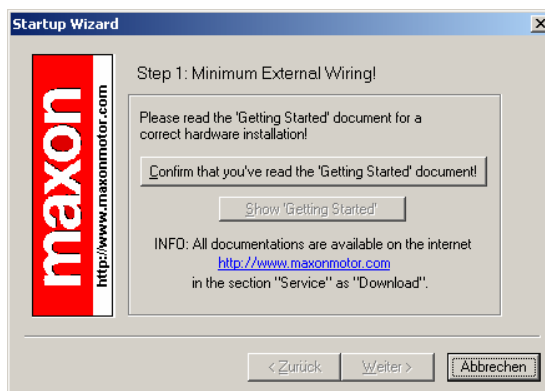 Startup Wizard
maxon
http://www.maxonmotor.com
Step 1: Minimum External Wiring!
Please read the 'Getting Started' document for a
correct hardware installation!
Confirm that you've read the 'Getting Started' document!
Show 'Getting Started'
INFO: All documentations are available on the internet
http://www.maxonmotor.com
in the section "Service" as "Download".
< Zurück
Weiter >
Abbrechen